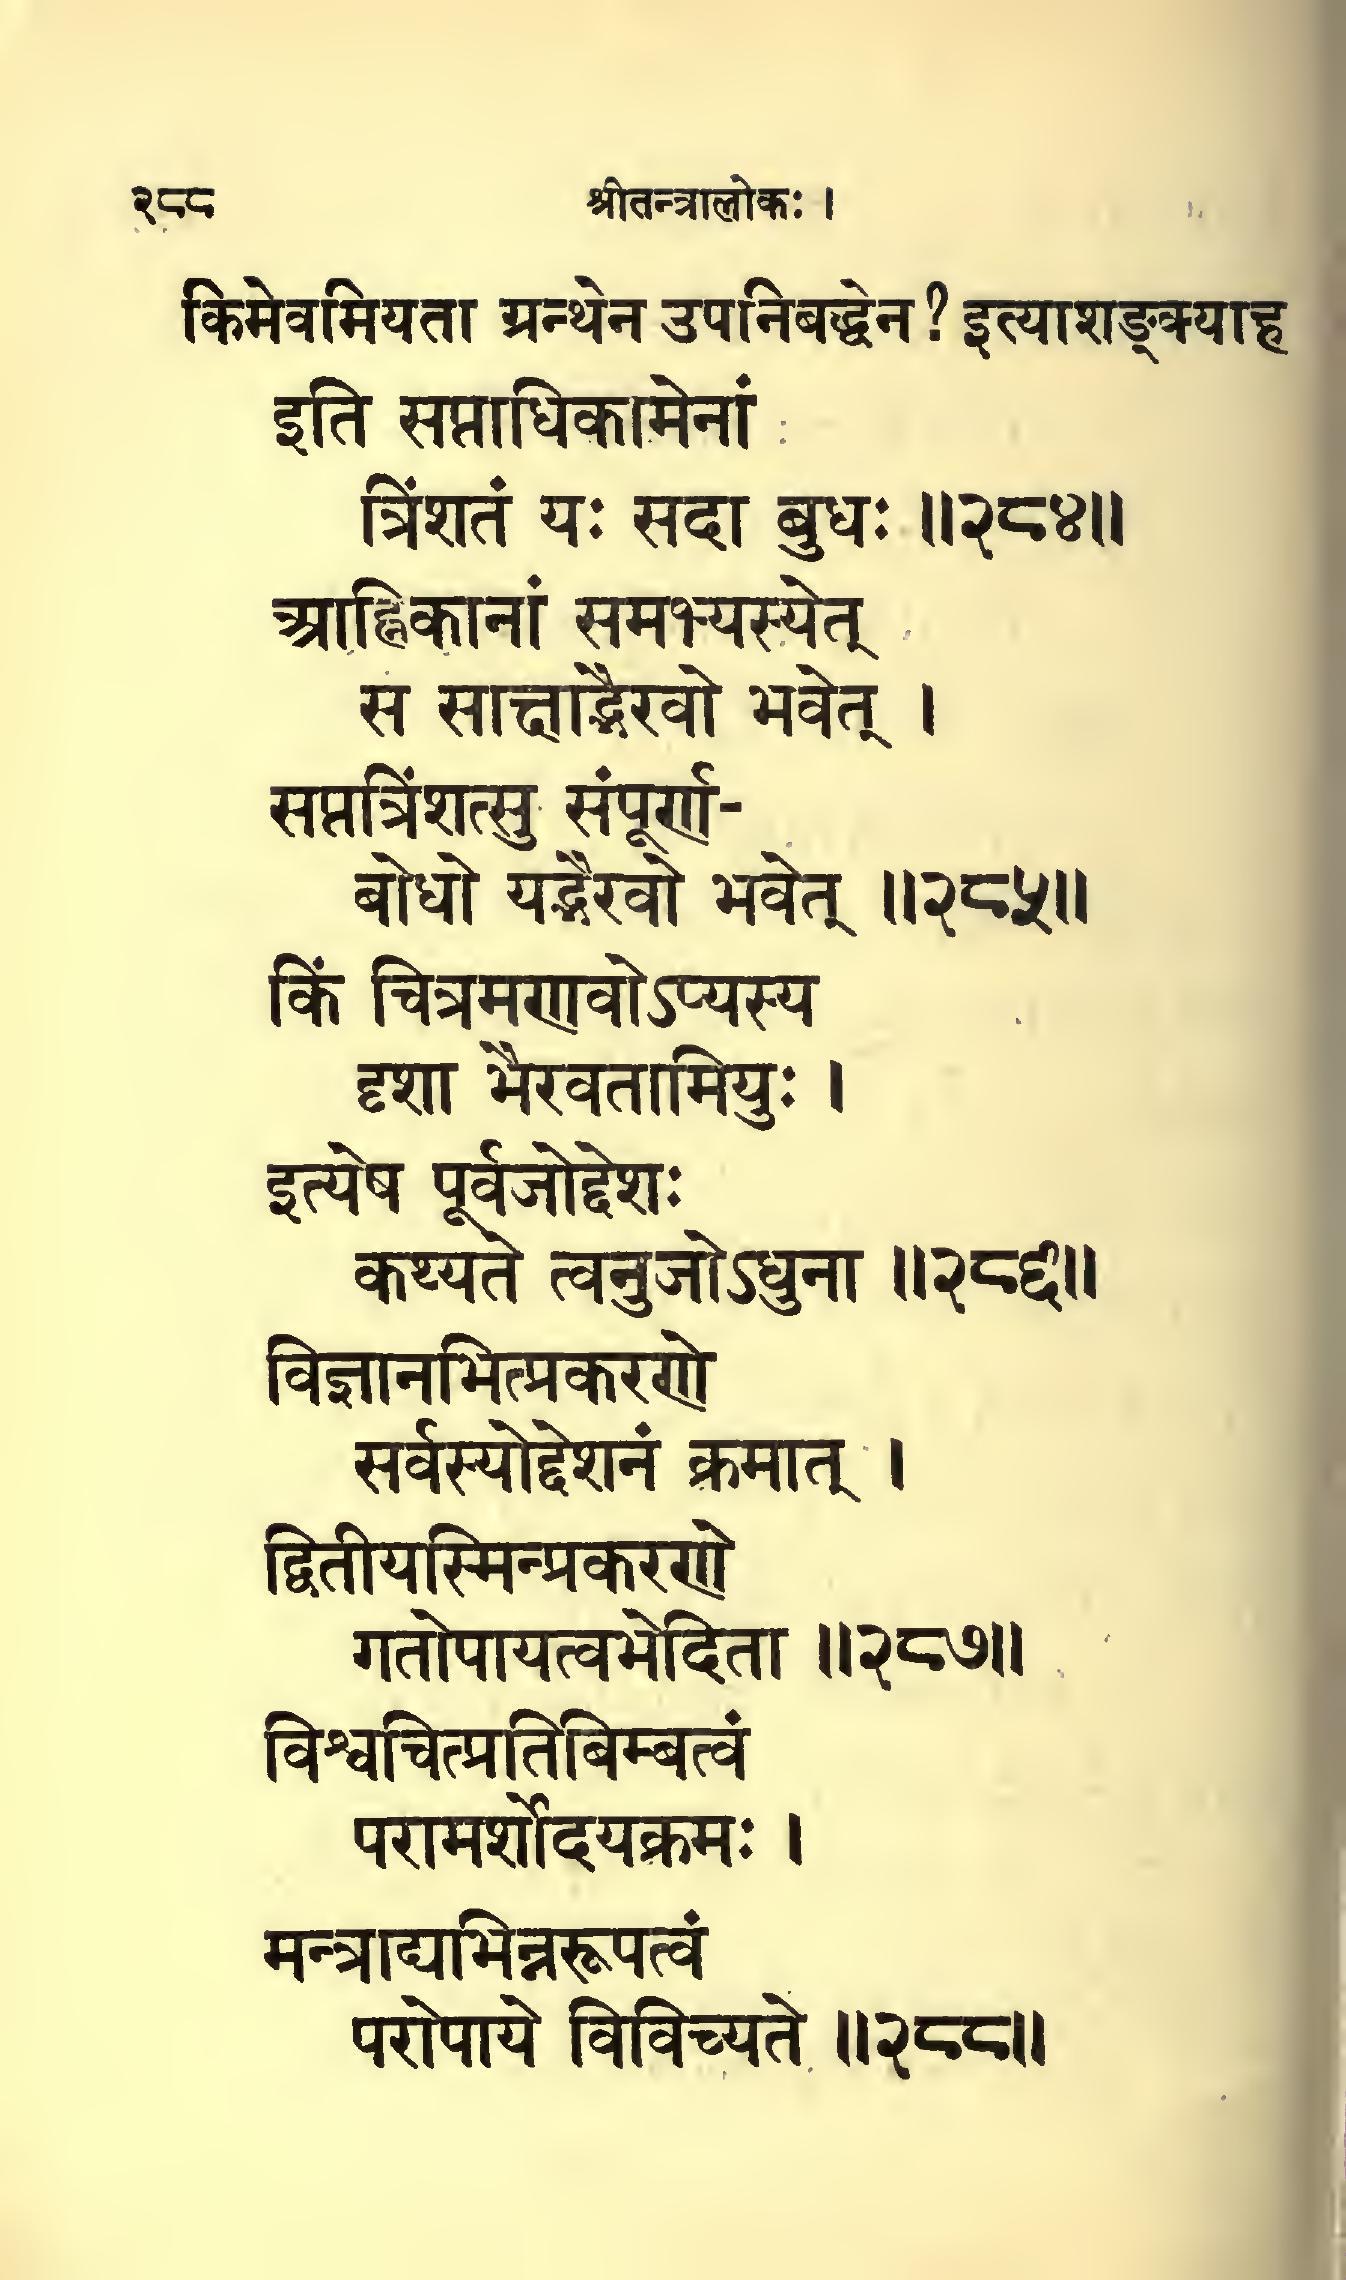 २८८ श्रीतन्त्रालोकः ।
किमेवमियता ग्रन्थेन उपनिबद्धेन? इत्याशङ्क्याह
इति सप्ताधिकामेनां
त्रिंशतं यः सदा बुधः ॥२८४॥
आह्निकानां समभ्यस्येत्
स साक्षाद्भैरवो भवेत् ।
सप्तत्रिंशत्सु संपूर्ण-
बोधो यद्भैरवो भवेत् ॥२८५॥
किं चित्रमणवोऽप्यस्य
दृशा भैरवतामियुः ।
इत्येष पूर्वजोद्देशः
कथ्यते त्वनुजोऽधुना ॥२८६॥
विज्ञानभित्प्रकरणे
सर्वस्योद्देशनं क्रमात् ।
द्वितीयस्मिन्प्रकरणे
गतोपायत्वभेदिता ॥२८७॥
विश्वचित्प्रतिबिम्बत्वं
परामर्शोदयक्रमः ।
मन्त्राद्यभिन्नरूपत्वं
परोपाये विविच्यते ॥२८८॥